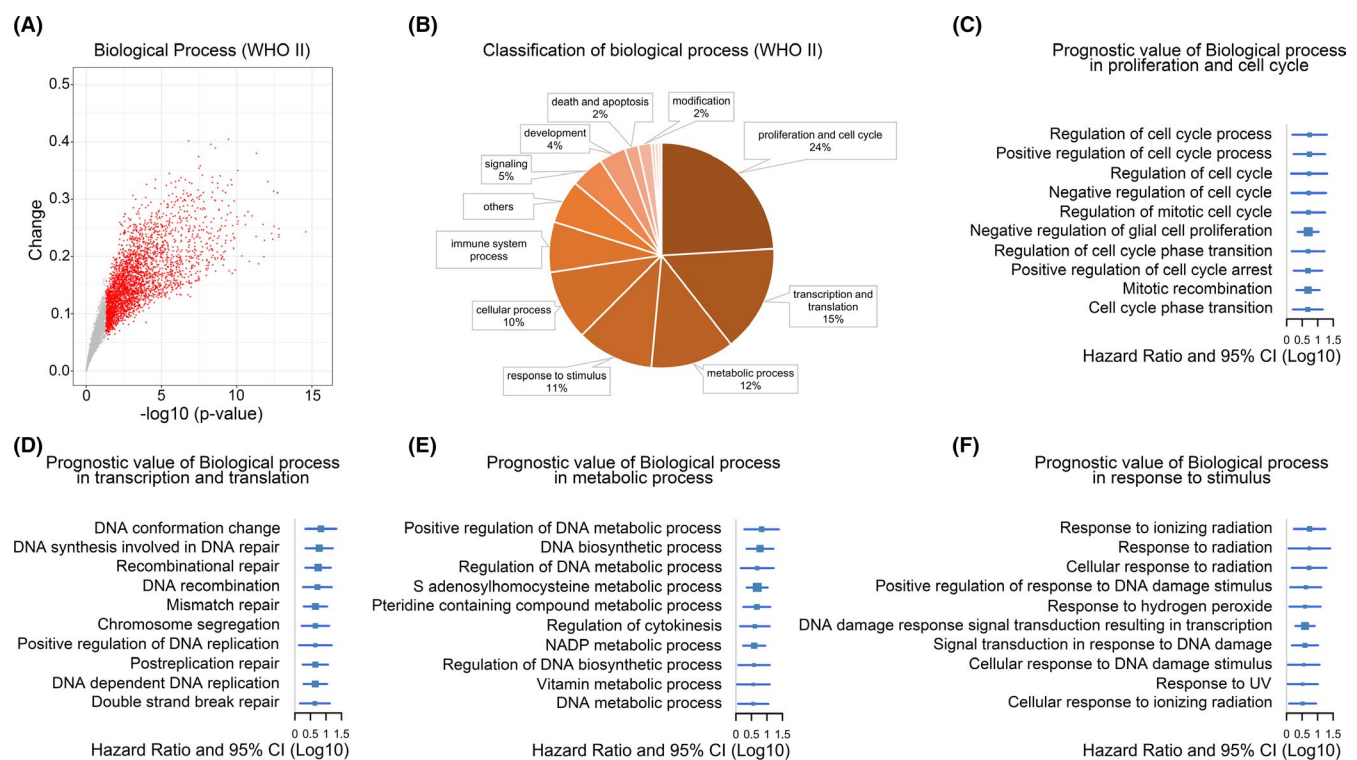 (A)
Biological Process (WHO II)
Change
0.5
0.4
0.3
0.2
0.1
0.0
0 5 10 15
-log10 (p-value)
(B)
Classification of biological process (WHO II)
death and apoptosis
2%
modification
2%
development
4%
proliferation and cell cycle
24%
signaling
5%
others
immune system
process
cellular process
10%
transcription and
translation
15%
response to stimulus
11%
metabolic process
12%
(C)
Prognostic value of Biological process
in proliferation and cell cycle
Regulation of cell cycle process
Positive regulation of cell cycle process
Regulation of cell cycle
Negative regulation of cell cycle
Regulation of mitotic cell cycle
Negative regulation of glial cell proliferation
Regulation of cell cycle phase transition
Positive regulation of cell cycle arrest
Mitotic recombination
Cell cycle phase transition
0 0.5 1 1.5
Hazard Ratio and 95% CI (Log10)
(D)
Prognostic value of Biological process
in transcription and translation
DNA conformation change
DNA synthesis involved in DNA repair
Recombinational repair
DNA recombination
Mismatch repair
Chromosome segregation
Positive regulation of DNA replication
Postreplication repair
DNA dependent DNA replication
Double strand break repair
0 0.5 1 1.5
Hazard Ratio and 95% CI (Log10)
(E)
Prognostic value of Biological process
in metabolic process
Positive regulation of DNA metabolic process
DNA biosynthetic process
Regulation of DNA metabolic process
S adenosylhomocysteine metabolic process
Pteridine containing compound metabolic process
Regulation of cytokinesis
NADP metabolic process
Regulation of DNA biosynthetic process
Vitamin metabolic process
DNA metabolic process
0 0.5 1 1.5
Hazard Ratio and 95% CI (Log10)
(F)
Prognostic value of Biological process
in response to stimulus
Response to ionizing radiation
Response to radiation
Cellular response to radiation
Positive regulation of response to DNA damage stimulus
Response to hydrogen peroxide
DNA damage response signal transduction resulting in transcription
Signal transduction in response to DNA damage
Cellular response to DNA damage stimulus
Response to UV
Cellular response to ionizing radiation
0 0.5 1 1.5
Hazard Ratio and 95% CI (Log10)